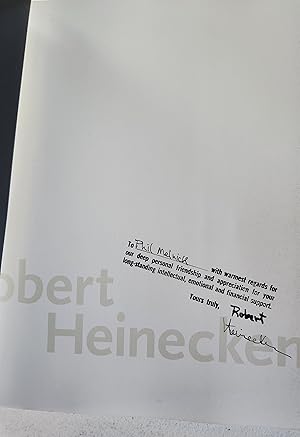 To Phil Melnick with warmest regards for
our deep personal friendship and appreciation for your
long-standing intellectual, emotional and financial support.
Yours truly, Robert
Heinecken
obert
Heinecken